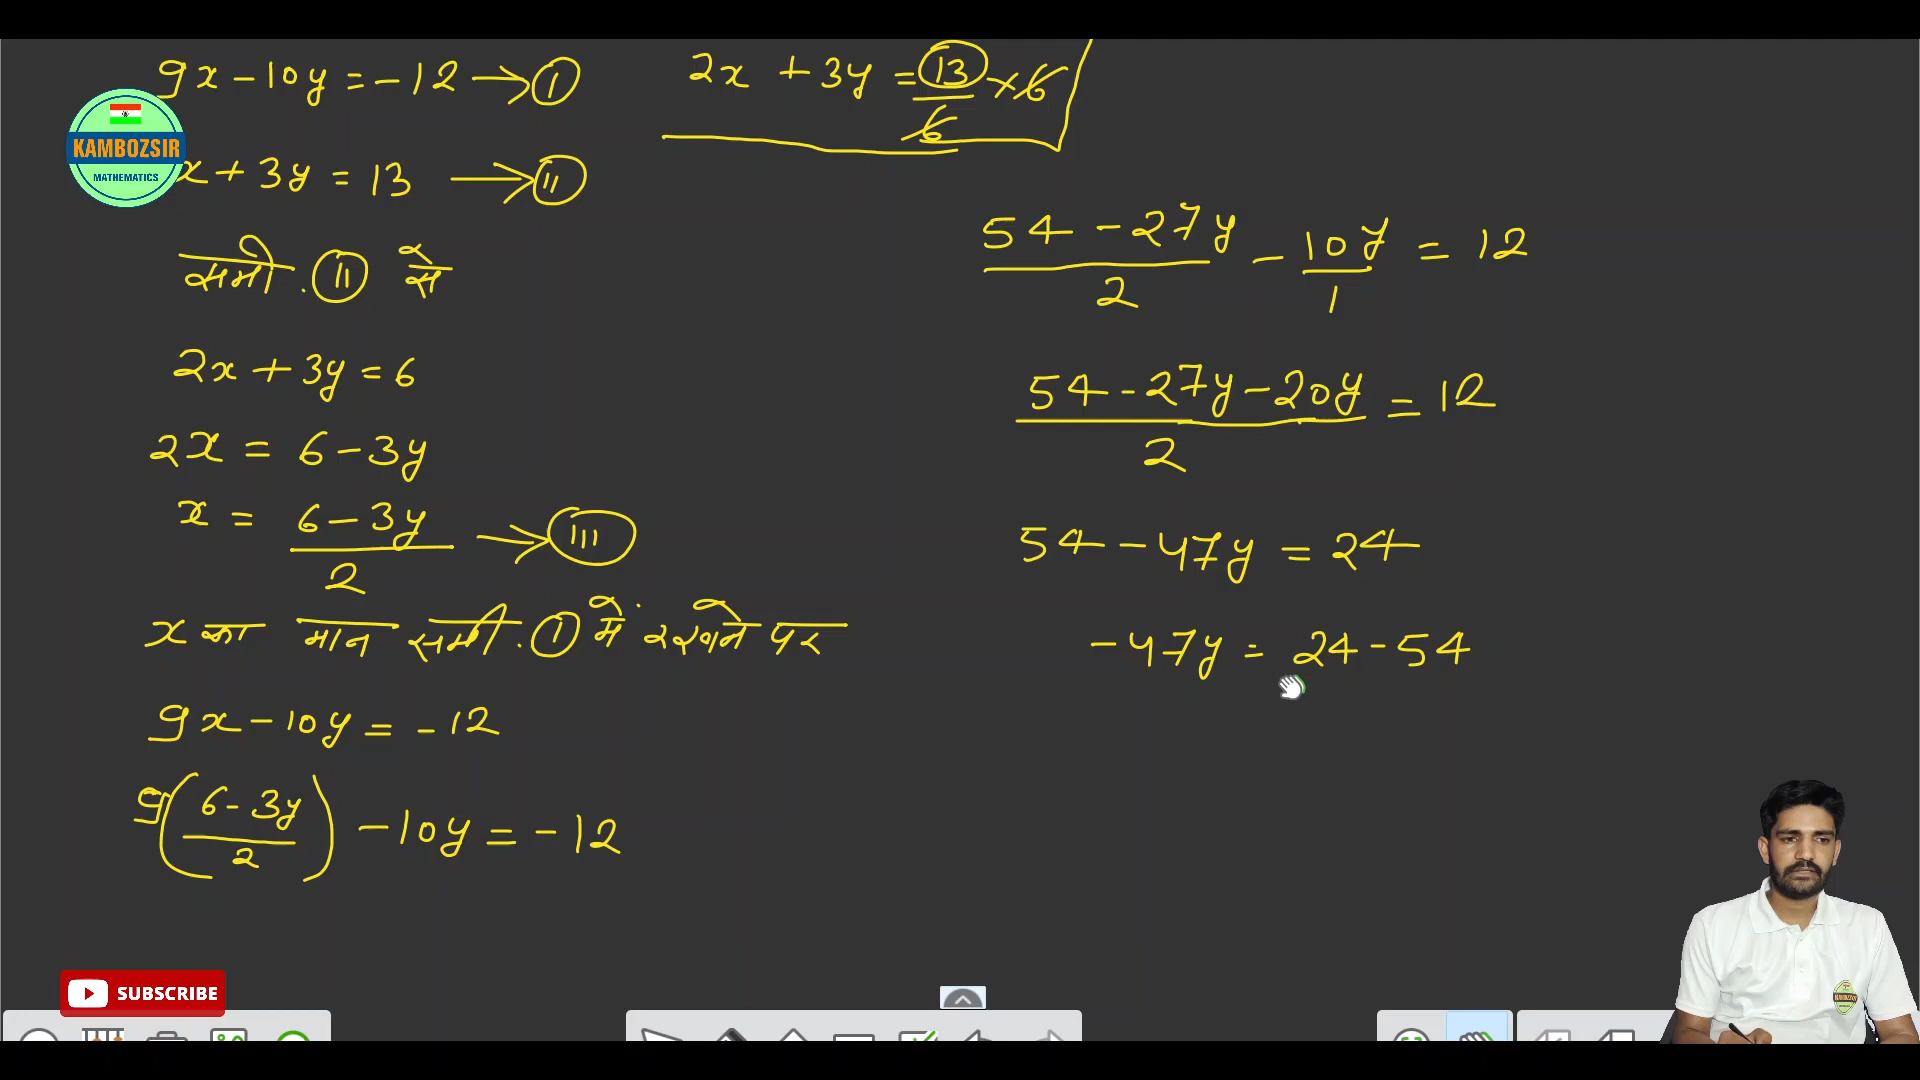 9x - 10y = -12 → (I)
x + 3y = 13 → (II)
समी. (II) से
2x + 3y = 6
2x = 6 - 3y
x = (6 - 3y)/2 → (III)
x का मान समी. (I) में रखने पर
9x - 10y = -12
9((6 - 3y)/2) - 10y = -12
2x + 3y = 13/6 × 6
(54 - 27y)/2 - 10y/1 = 12
(54 - 27y - 20y)/2 = 12
54 - 47y = 24
-47y = 24 - 54
KAMBOZSIR
MATHEMATICS
SUBSCRIBE